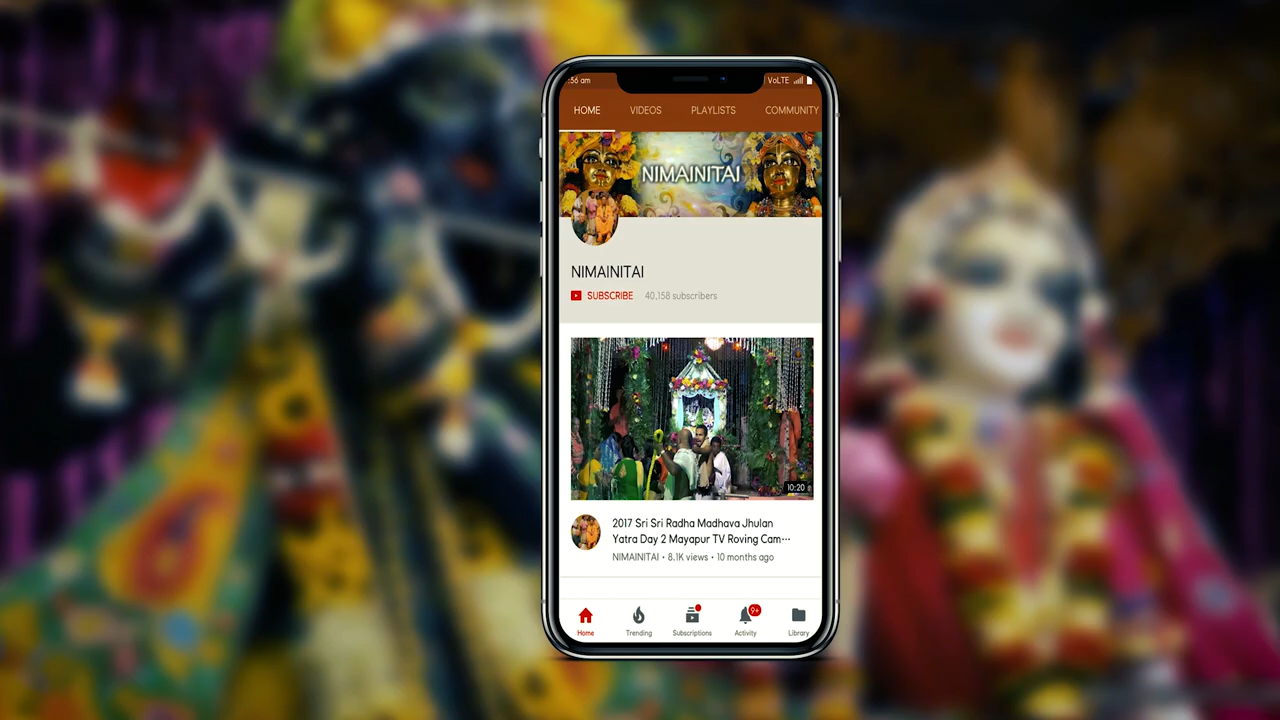 :56 am VoLTE
HOME VIDEOS PLAYLISTS COMMUNITY
NIMAINITAI
NIMAINITAI
SUBSCRIBE 40,158 subscribers
10:20
2017 Sri Sri Radha Madhava Jhulan
Yatra Day 2 Mayapur TV Roving Cam···
NIMAINITAI • 8.1K views • 10 months ago
9+
Home Trending Subscriptions Activity Library